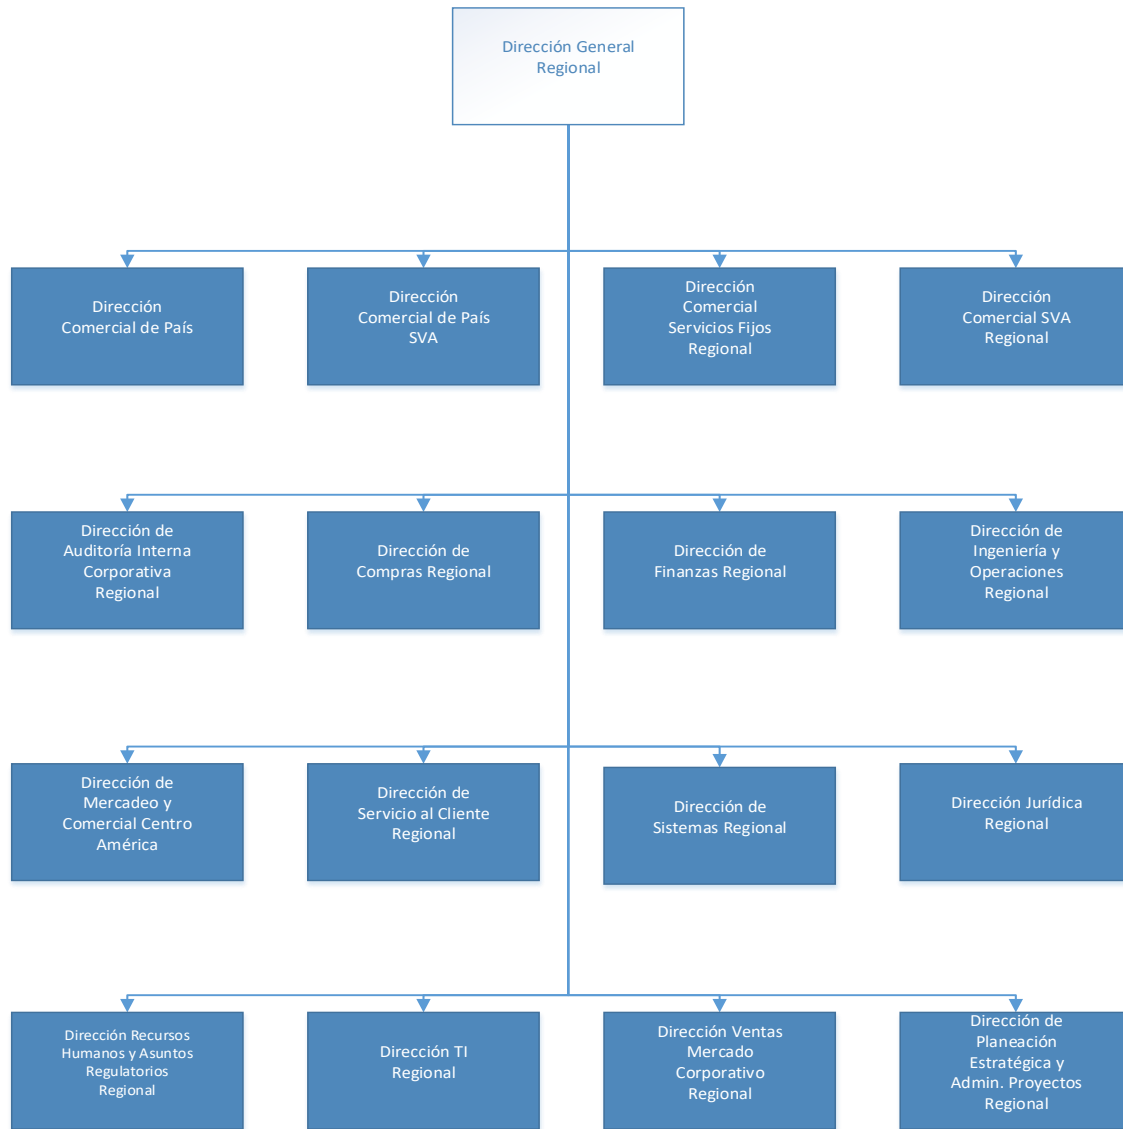 Dirección General
Regional
Dirección
Comercial de País
Dirección
Comercial de País
SVA
Dirección
Comercial
Servicios Fijos
Regional
Dirección
Comercial SVA
Regional
Dirección de
Auditoría Interna
Corporativa
Regional
Dirección de
Compras Regional
Dirección de
Finanzas Regional
Dirección de
Ingeniería y
Operaciones
Regional
Dirección de
Mercadeo y
Comercial Centro
América
Dirección de
Servicio al Cliente
Regional
Dirección de
Sistemas Regional
Dirección Jurídica
Regional
Dirección Recursos
Humanos y Asuntos
Regulatorios
Regional
Dirección TI
Regional
Dirección Ventas
Mercado
Corporativo
Regional
Dirección de
Planeación
Estratégica y
Admin. Proyectos
Regional